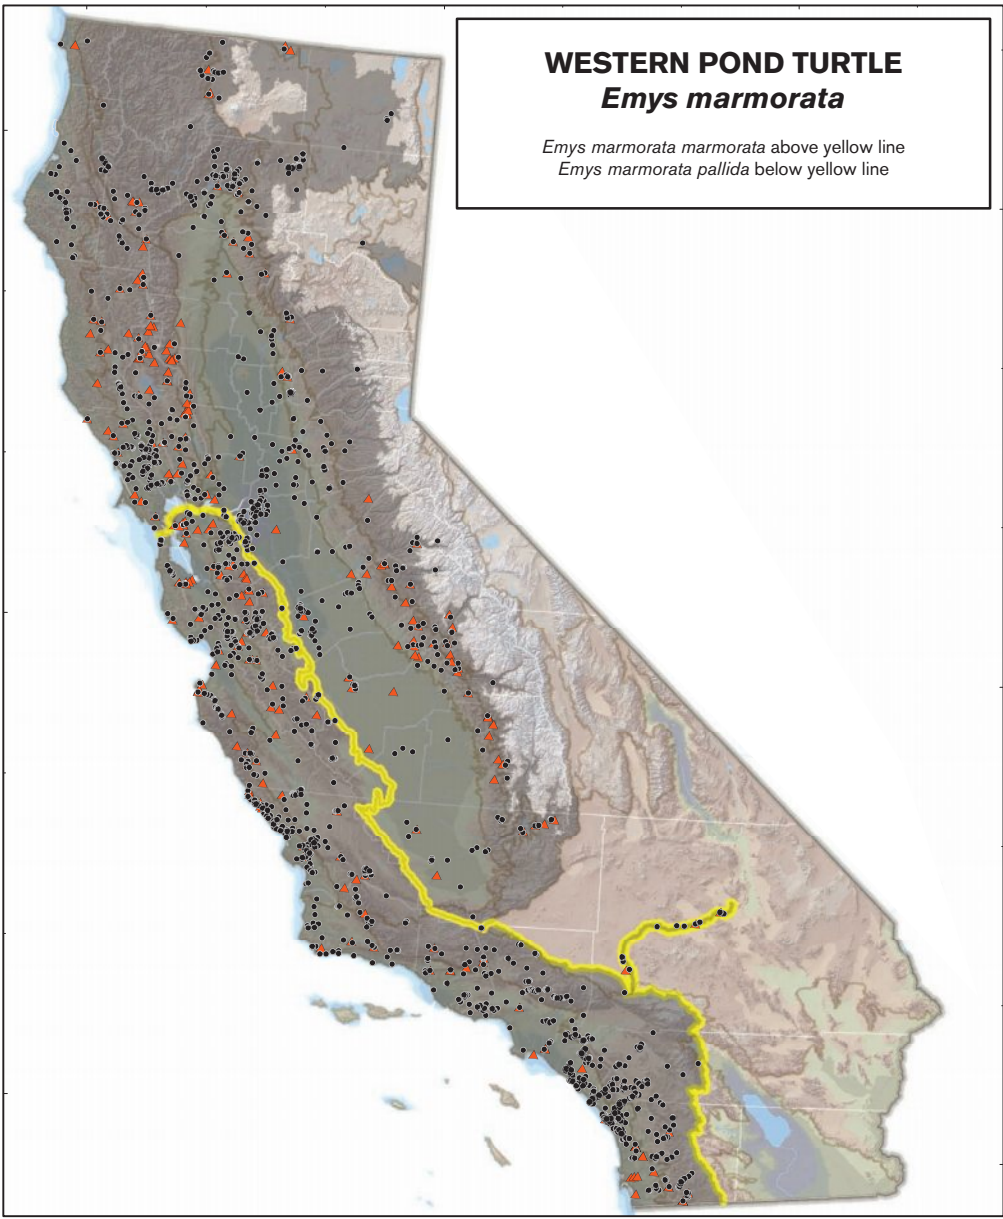 WESTERN POND TURTLE
Emys marmorata
Emys marmorata marmorata above yellow line
Emys marmorata pallida below yellow line